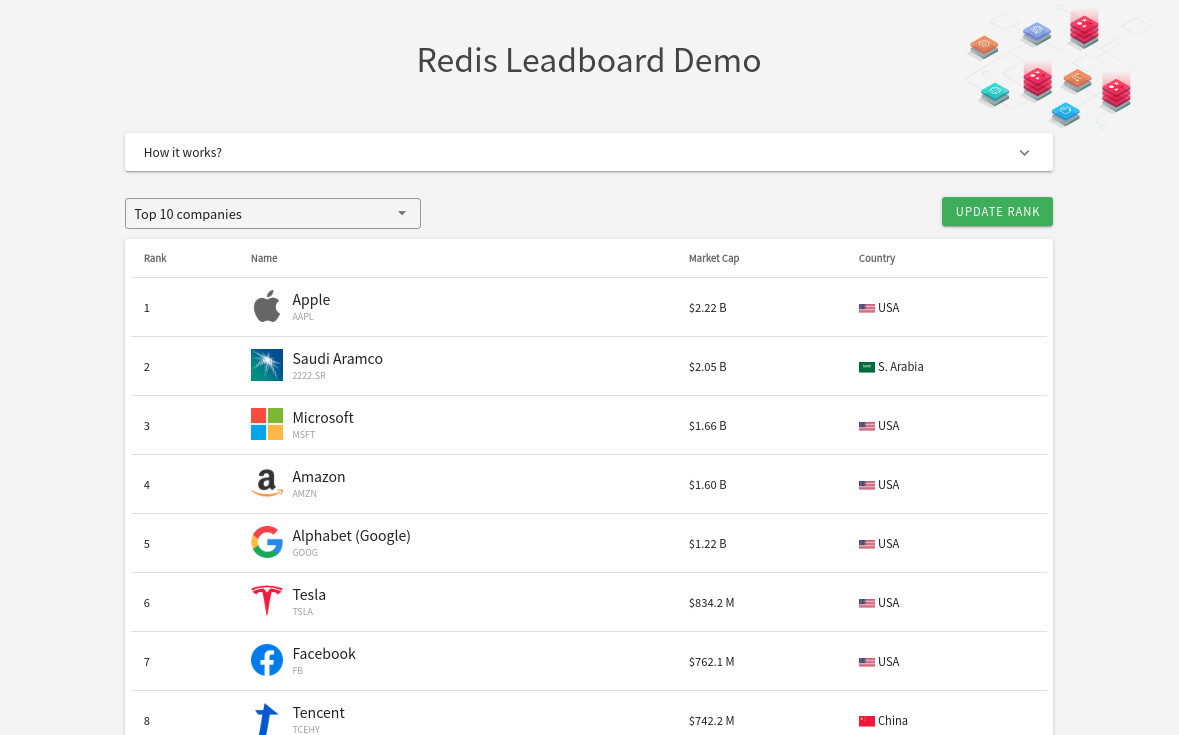 Redis Leadboard Demo
How it works?
Top 10 companies
UPDATE RANK
Rank Name Market Cap Country
1 Apple $2.22 B USA
AAPL
2 Saudi Aramco $2.05 B S. Arabia
2222.SR
3 Microsoft $1.66 B USA
MSFT
4 Amazon $1.60 B USA
AMZN
5 Alphabet (Google) $1.22 B USA
GOOG
6 Tesla $834.2 M USA
TSLA
7 Facebook $762.1 M USA
FB
8 Tencent $742.2 M China
TCEHY